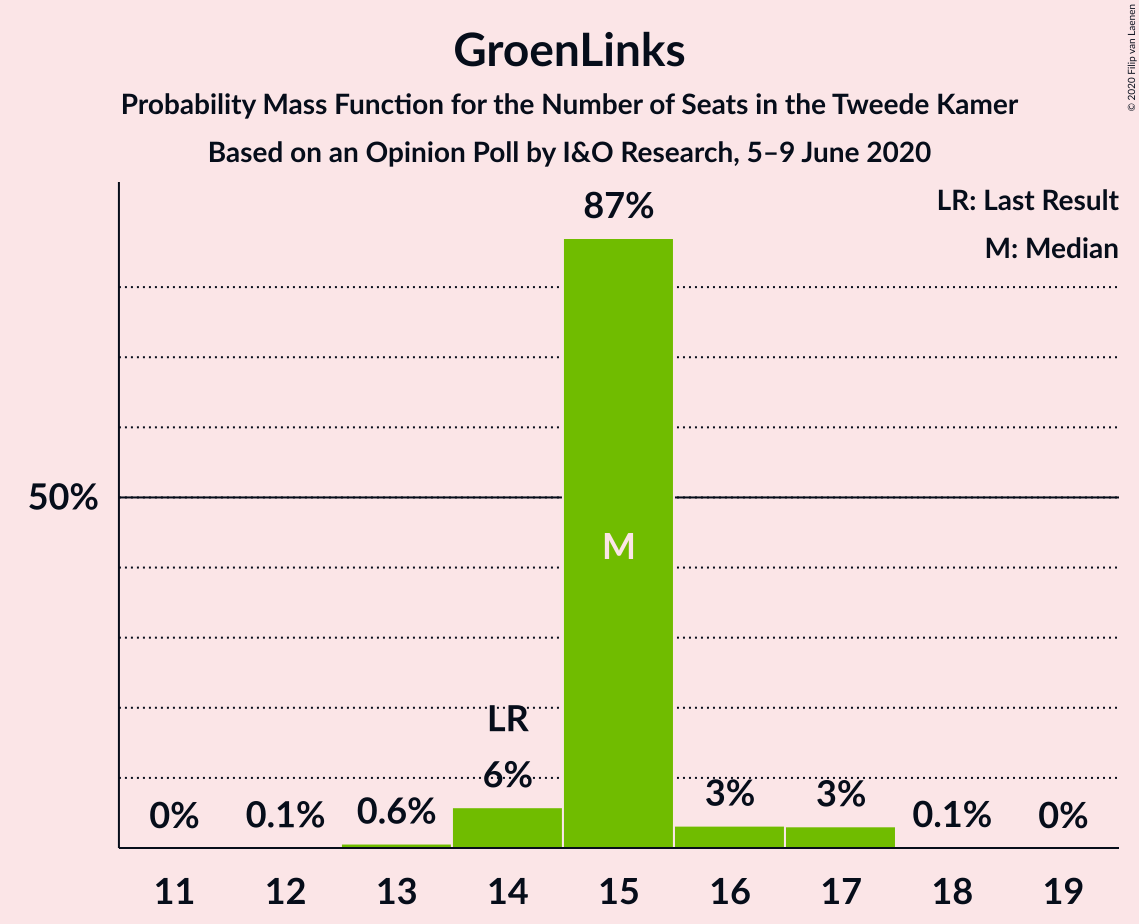 GroenLinks
Probability Mass Function for the Number of Seats in the Tweede Kamer
Based on an Opinion Poll by I&O Research, 5–9 June 2020
© 2020 Filip van Laenen
LR: Last Result
M: Median
87%
50%
M
LR
6%
0%
0.1%
0.6%
3%
3%
0.1%
0%
11 12 13 14 15 16 17 18 19